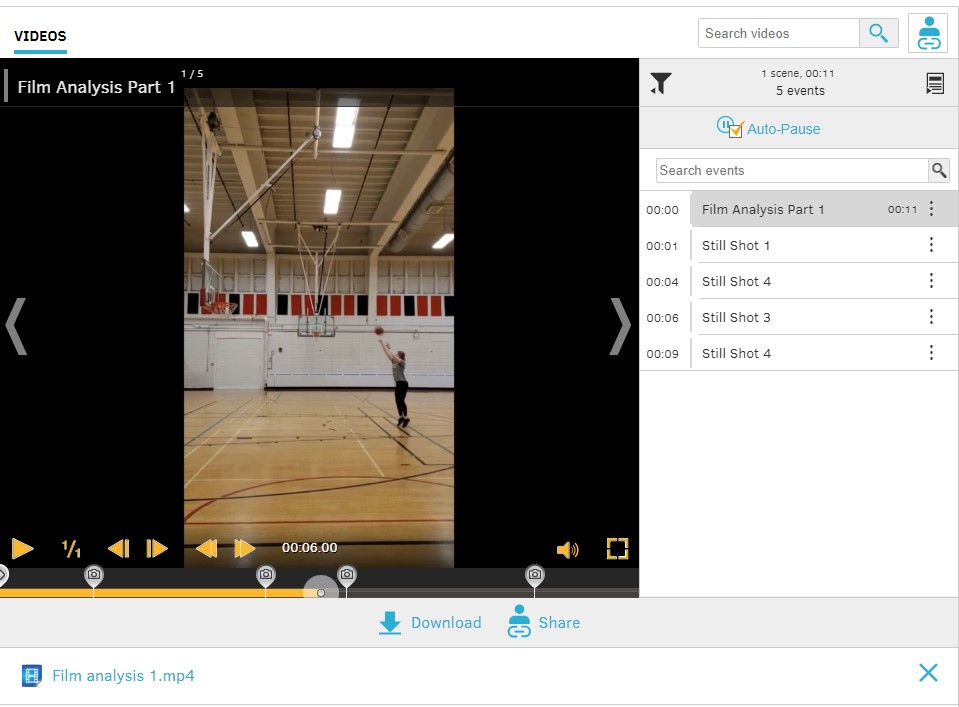 VIDEOS
Search videos
Film Analysis Part 1
1 / 5
1 scene, 00:11
5 events
Auto-Pause
Search events
00:00 Film Analysis Part 1 00:11
00:01 Still Shot 1
00:04 Still Shot 4
00:06 Still Shot 3
00:09 Still Shot 4
1/1
00:06.00
Download
Share
Film analysis 1.mp4